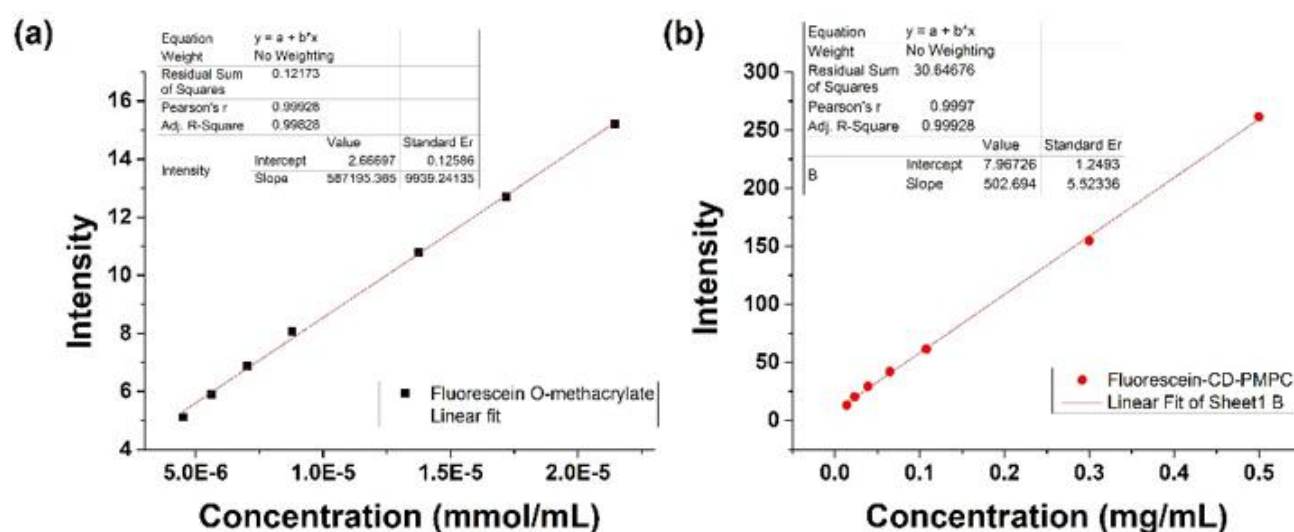 (a)
Equation y = a + b*x
Weight No Weighting
Residual Sum of Squares 0.12173
Pearson's r 0.99928
Adj. R-Square 0.99828
Value Standard Er
Intensity Intercept 2.66697 0.12586
Slope 587195.365 9939.24135
16
14
12
10
8
6
4
Intensity
Fluorescein O-methacrylate
Linear fit
5.0E-6 1.0E-5 1.5E-5 2.0E-5
Concentration (mmol/mL)
(b)
Equation y = a + b*x
Weight No Weighting
Residual Sum of Squares 30.64676
Pearson's r 0.9997
Adj. R-Square 0.99928
Value Standard Er
B Intercept 7.96726 1.2493
Slope 502.694 5.52336
300
250
200
150
100
50
0
Intensity
Fluorescein-CD-PMPC
Linear Fit of Sheet1 B
0.0 0.1 0.2 0.3 0.4 0.5
Concentration (mg/mL)